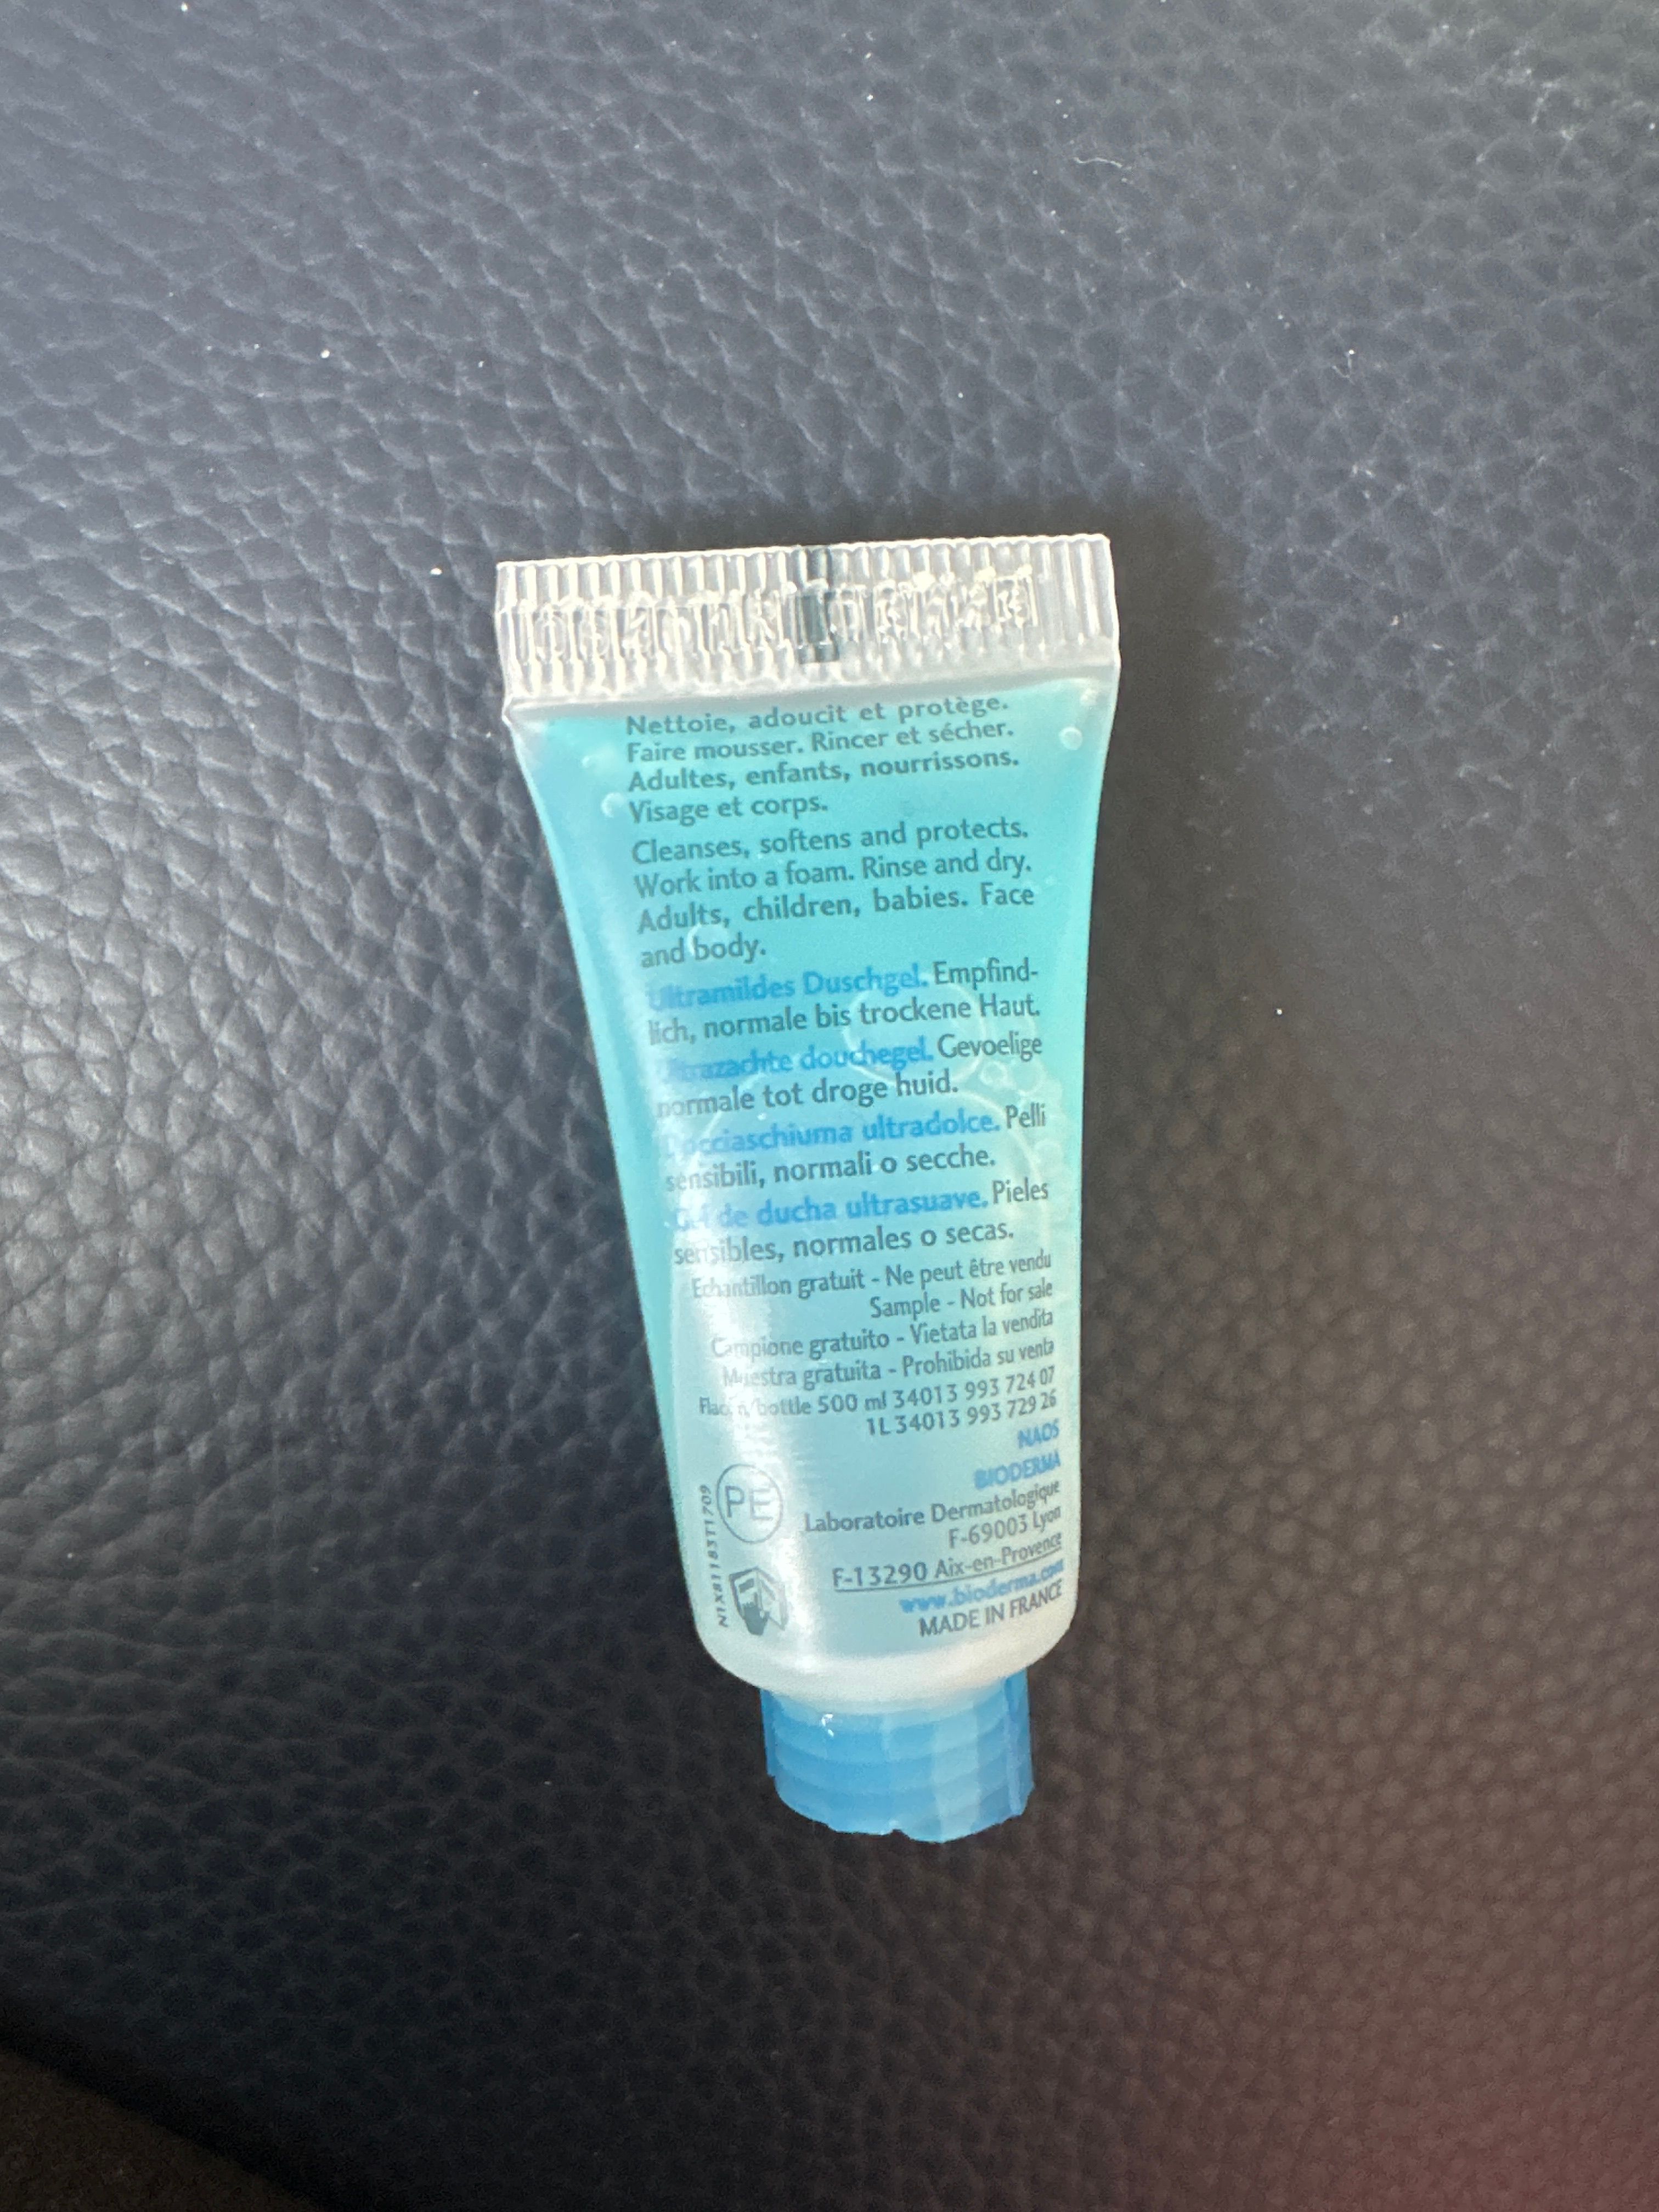 Nettoie, adoucit et protège.
Faire mousser. Rincer et sécher.
Adultes, enfants, nourrissons.
Visage et corps.
Cleanses, softens and protects.
Work into a foam. Rinse and dry.
Adults, children, babies. Face
and body.
Ultramildes Duschgel. Empfind-
lich, normale bis trockene Haut.
Ultrazachte douchegel. Gevoelige
normale tot droge huid.
Docciaschiuma ultradolce. Pelli
sensibili, normali o secche.
Gel de ducha ultrasuave. Pieles
sensibles, normales o secas.
Echantillon gratuit - Ne peut être vendu
Sample - Not for sale
Campione gratuito - Vietata la vendita
Muestra gratuita - Prohibida su venta
Flacon/bottle 500 ml 34013 993 724 07
1L 34013 993 729 26
NAOS
BIODERMA
Laboratoire Dermatologique
F-69003 Lyon
F-13290 Aix-en-Provence
www.bioderma.com
MADE IN FRANCE
PE
N1X81183T1709